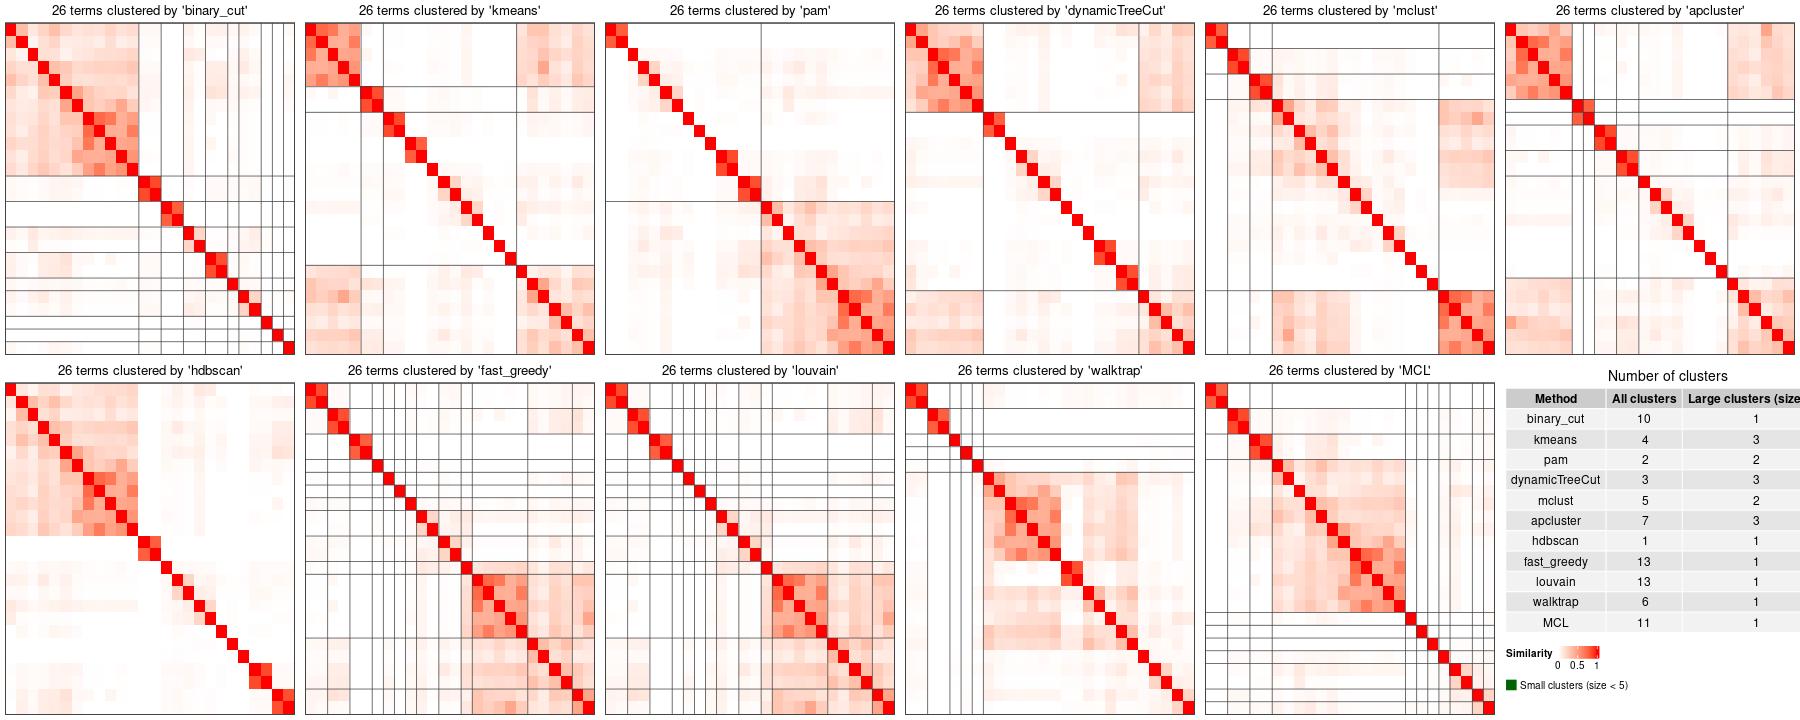 26 terms clustered by 'binary_cut'
26 terms clustered by 'kmeans'
26 terms clustered by 'pam'
26 terms clustered by 'dynamicTreeCut'
26 terms clustered by 'mclust'
26 terms clustered by 'apcluster'
26 terms clustered by 'hdbscan'
26 terms clustered by 'fast_greedy'
26 terms clustered by 'louvain'
26 terms clustered by 'walktrap'
26 terms clustered by 'MCL'
Number of clusters
Method All clusters Large clusters (size
binary_cut 10 1
kmeans 4 3
pam 2 2
dynamicTreeCut 3 3
mclust 5 2
apcluster 7 3
hdbscan 1 1
fast_greedy 13 1
louvain 13 1
walktrap 6 1
MCL 11 1
Similarity
0 0.5 1
Small clusters (size < 5)